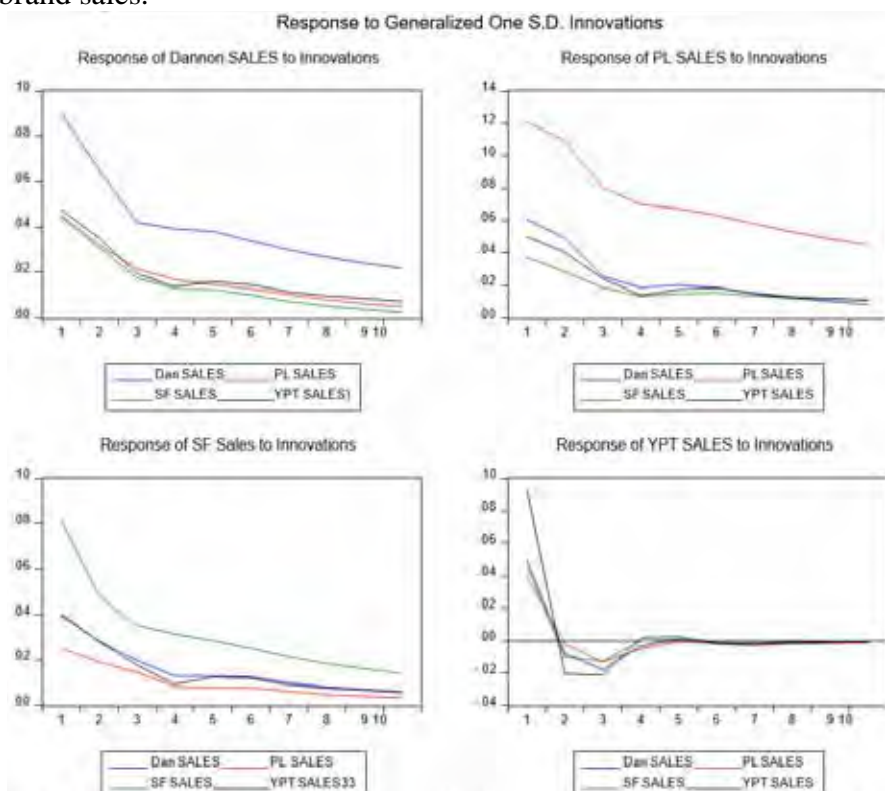 brand sales.
Response to Generalized One S.D. Innovations
Response of Dannon SALES to Innovations
Response of PL SALES to Innovations
.10
.08
.06
.04
.02
.00
1 2 3 4 5 6 7 8 9 10
.14
.12
.10
.08
.06
.04
.02
.00
1 2 3 4 5 6 7 8 9 10
Dan SALES PL SALES
SF SALES YPT SALES)
Dan SALES PL SALES
SF SALES YPT SALES
Response of SF Sales to Innovations
Response of YPT SALES to Innovations
.10
.08
.06
.04
.02
.00
1 2 3 4 5 6 7 8 9 10
.10
.08
.06
.04
.02
.00
.02
.04
1 2 3 4 5 6 7 8 9 10
Dan SALES PL SALES
SF SALES YPT SALES33
Dan SALES PL SALES
SF SALES YPT SALES